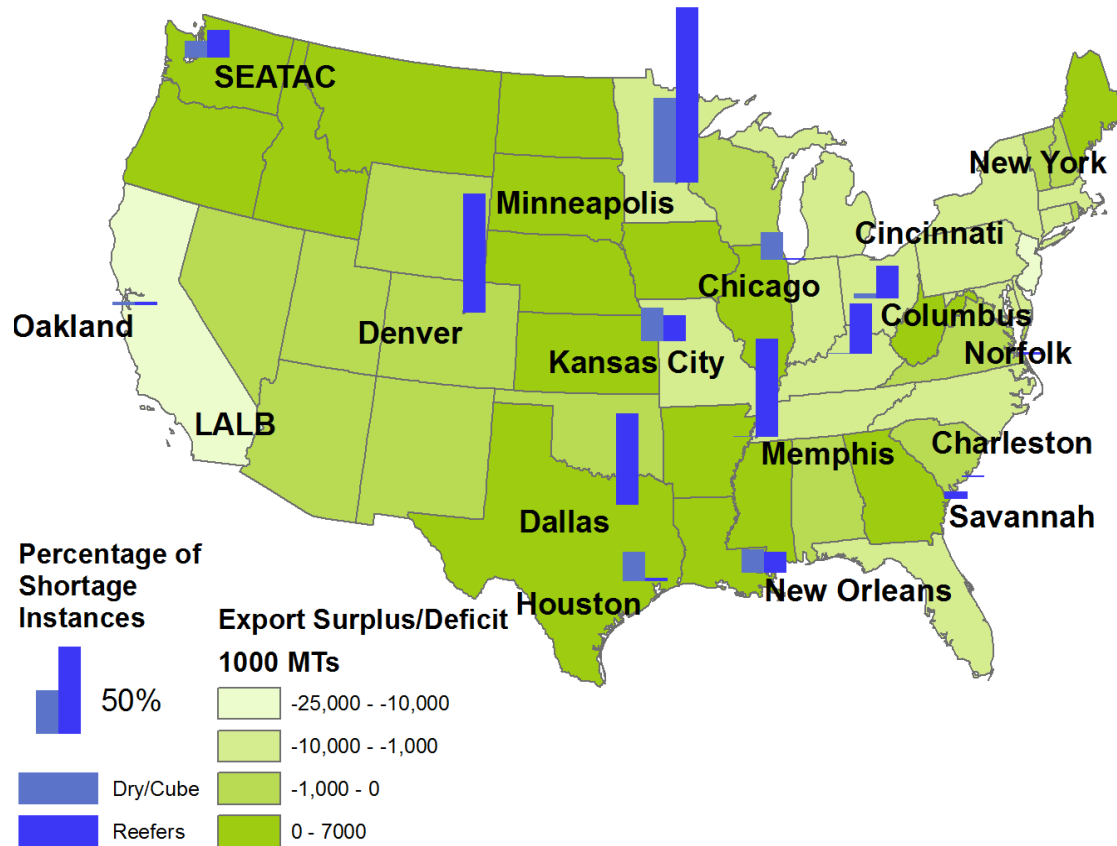 SEATAC
New York
Minneapolis
Cincinnati
Chicago
Columbus
Oakland
Denver
Norfolk
Kansas City
LALB
Charleston
Memphis
Savannah
Dallas
New Orleans
Houston
Percentage of
Shortage
Instances
50%
Dry/Cube
Reefers
Export Surplus/Deficit
1000 MTs
-25,000 - -10,000
-10,000 - -1,000
-1,000 - 0
0 - 7000